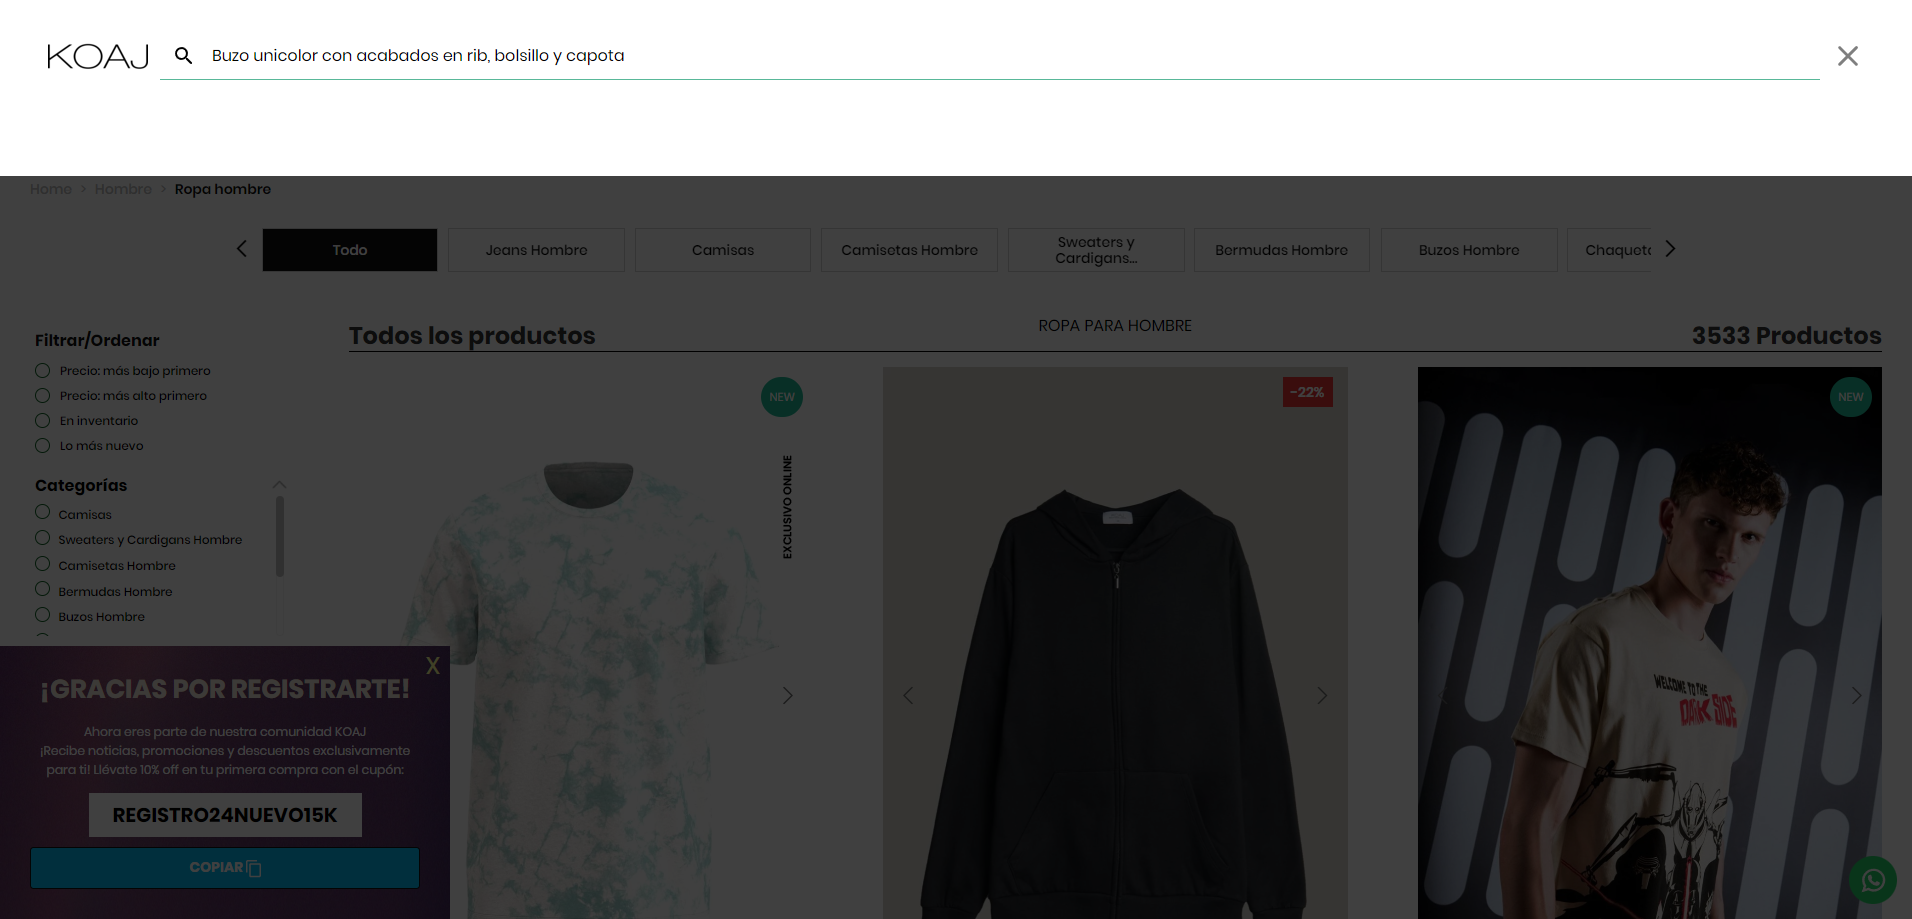 KOAJ
Buzo unicolor con acabados en rib, bolsillo y capota
Home > Hombre > Ropa hombre
Todo
Jeans Hombre
Camisas
Camisetas Hombre
Sweaters y
Cardigans...
Bermudas Hombre
Buzos Hombre
Chaqueta
Filtrar/Ordenar
Precio: más bajo primero
Precio: más alto primero
En inventario
Lo más nuevo
Categorías
Camisas
Sweaters y Cardigans Hombre
Camisetas Hombre
Bermudas Hombre
Buzos Hombre
Todos los productos
ROPA PARA HOMBRE
3533 Productos
NEW
EXCLUSIVO ONLINE
-22%
NEW
WELCOME TO THE
DARK SIDE
X
¡GRACIAS POR REGISTRARTE!
Ahora eres parte de nuestra comunidad KOAJ
¡Recibe noticias, promociones y descuentos exclusivamente
para ti! Llévate 10% off en tu primera compra con el cupón:
REGISTRO24NUEVO15K
COPIAR